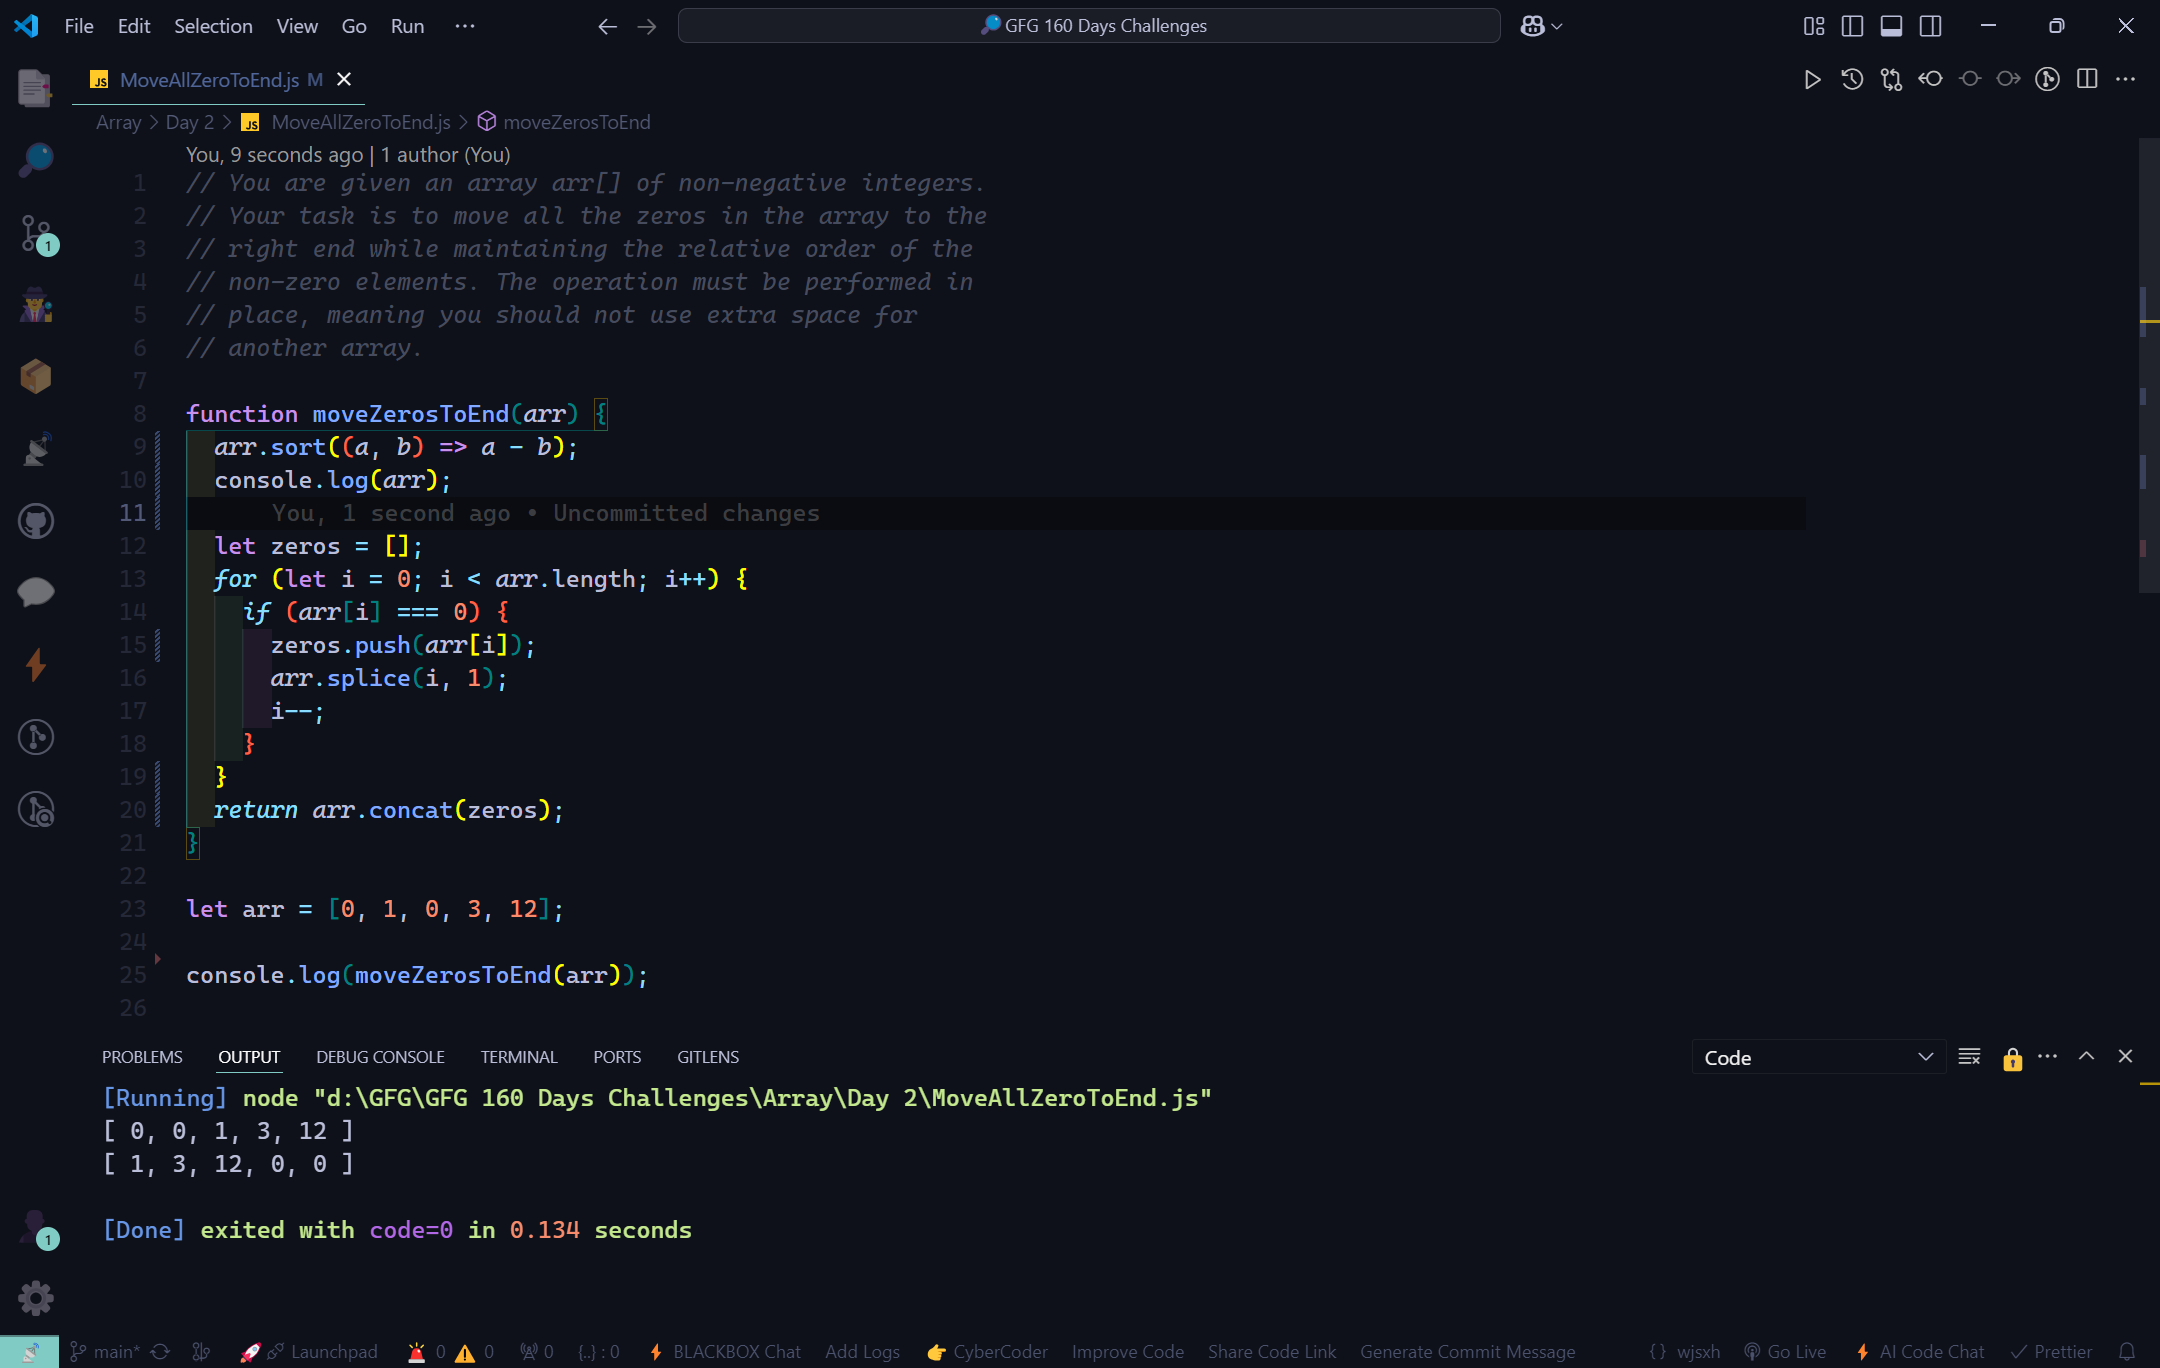 File Edit Selection View Go Run ··· GFG 160 Days Challenges
JS MoveAllZeroToEnd.js M
Array > Day 2 > JS MoveAllZeroToEnd.js > moveZerosToEnd
You, 9 seconds ago | 1 author (You)
1 // You are given an array arr[] of non-negative integers.
2 // Your task is to move all the zeros in the array to the
3 // right end while maintaining the relative order of the
4 // non-zero elements. The operation must be performed in
5 // place, meaning you should not use extra space for
6 // another array.
7
8 function moveZerosToEnd(arr) {
9 arr.sort((a, b) => a - b);
10 console.log(arr);
11 You, 1 second ago • Uncommitted changes
12 let zeros = [];
13 for (let i = 0; i < arr.length; i++) {
14 if (arr[i] === 0) {
15 zeros.push(arr[i]);
16 arr.splice(i, 1);
17 i--;
18 }
19 }
20 return arr.concat(zeros);
21 }
22
23 let arr = [0, 1, 0, 3, 12];
24
25 console.log(moveZerosToEnd(arr));
26
PROBLEMS OUTPUT DEBUG CONSOLE TERMINAL PORTS GITLENS Code
[Running] node "d:\GFG\GFG 160 Days Challenges\Array\Day 2\MoveAllZeroToEnd.js"
[ 0, 0, 1, 3, 12 ]
[ 1, 3, 12, 0, 0 ]
[Done] exited with code=0 in 0.134 seconds
1
1
main* Launchpad 0 0 0 {..} : 0 BLACKBOX Chat Add Logs CyberCoder Improve Code Share Code Link Generate Commit Message {} wjsxh Go Live AI Code Chat Prettier